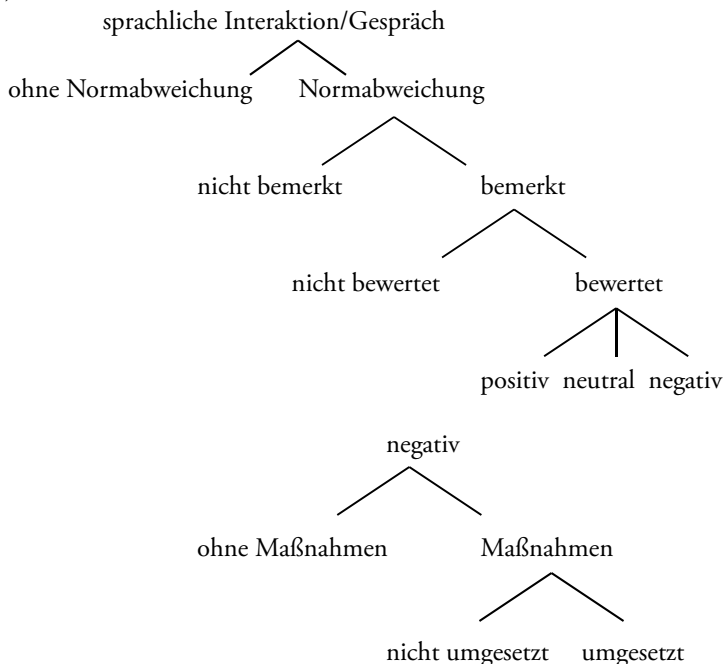 sprachliche Interaktion/Gespräch
ohne Normabweichung Normabweichung
nicht bemerkt bemerkt
nicht bewertet bewertet
positiv neutral negativ
negativ
ohne Maßnahmen Maßnahmen
nicht umgesetzt umgesetzt